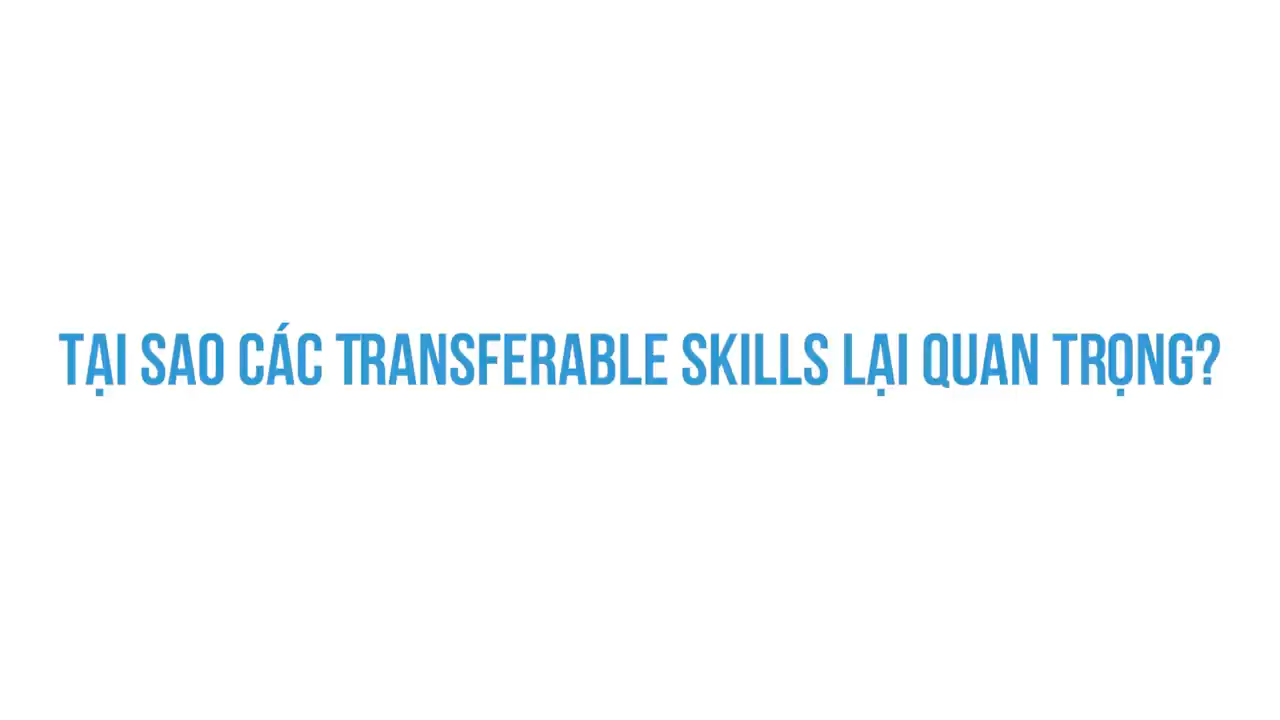 TẠI SAO CÁC TRANSFERABLE SKILLS LẠI QUAN TRỌNG?